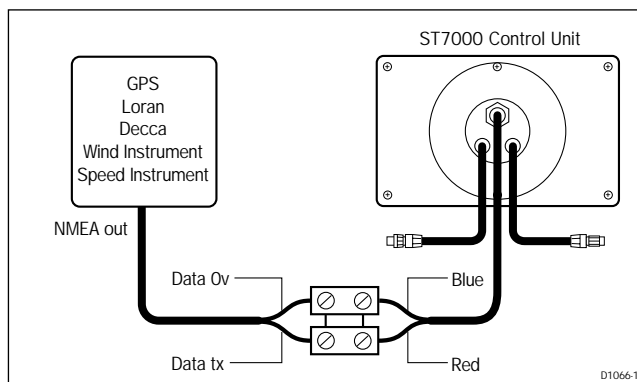 ST7000 Control Unit
GPS
Loran
Decca
Wind Instrument
Speed Instrument
NMEA out
Data 0v
Blue
Data tx
Red
D1066-1